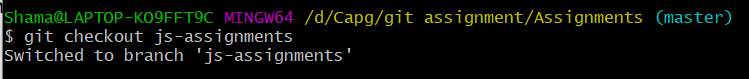 Shama@LAPTOP-KO9FFT9C MINGW64 /d/Capg/git assignment/Assignments (master)
$ git checkout js-assignments
Switched to branch 'js-assignments'